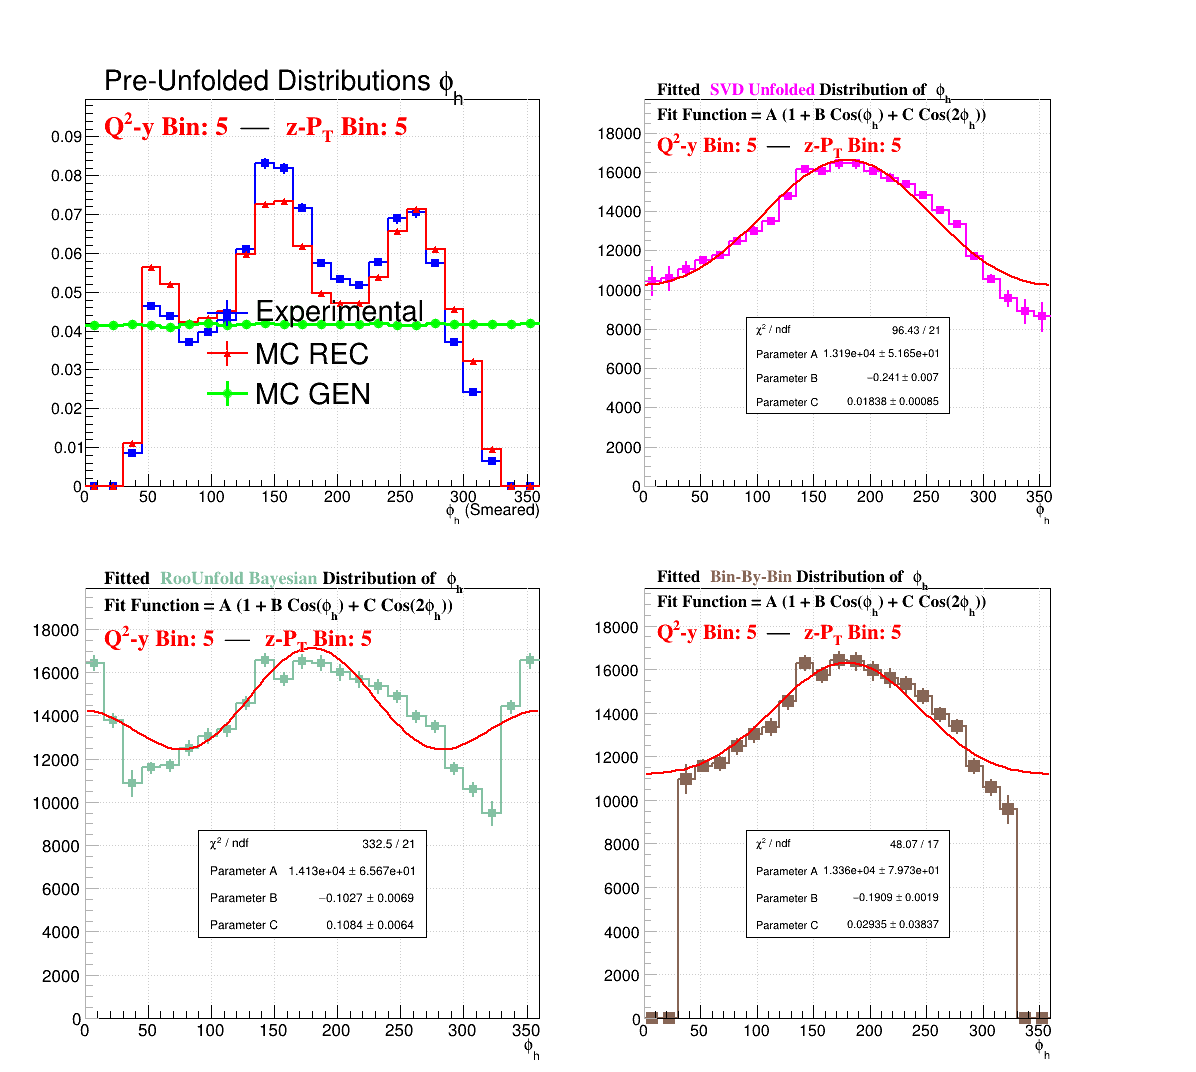 Pre-Unfolded Distributions ϕh
Q2-y Bin: 5 — z-PT Bin: 5
0.09
0.08
0.07
0.06
0.05
0.04
0.03
0.02
0.01
0
Experimental
MC REC
MC GEN
0 50 100 150 200 250 300 350
ϕh (Smeared)
Fitted SVD Unfolded Distribution of ϕh
Fit Function = A (1 + B Cos(ϕh) + C Cos(2ϕh))
Q2-y Bin: 5 — z-PT Bin: 5
18000
16000
14000
12000
10000
8000
6000
4000
2000
0
χ2 / ndf 96.43 / 21
Parameter A 1.319e+04 ± 5.165e+01
Parameter B −0.241 ± 0.007
Parameter C 0.01838 ± 0.00085
0 50 100 150 200 250 300 350
ϕh
Fitted RooUnfold Bayesian Distribution of ϕh
Fit Function = A (1 + B Cos(ϕh) + C Cos(2ϕh))
Q2-y Bin: 5 — z-PT Bin: 5
18000
16000
14000
12000
10000
8000
6000
4000
2000
0
χ2 / ndf 332.5 / 21
Parameter A 1.413e+04 ± 6.567e+01
Parameter B −0.1027 ± 0.0069
Parameter C 0.1084 ± 0.0064
0 50 100 150 200 250 300 350
ϕh
Fitted Bin-By-Bin Distribution of ϕh
Fit Function = A (1 + B Cos(ϕh) + C Cos(2ϕh))
Q2-y Bin: 5 — z-PT Bin: 5
18000
16000
14000
12000
10000
8000
6000
4000
2000
0
χ2 / ndf 48.07 / 17
Parameter A 1.336e+04 ± 7.973e+01
Parameter B −0.1909 ± 0.0019
Parameter C 0.02935 ± 0.03837
0 50 100 150 200 250 300 350
ϕh